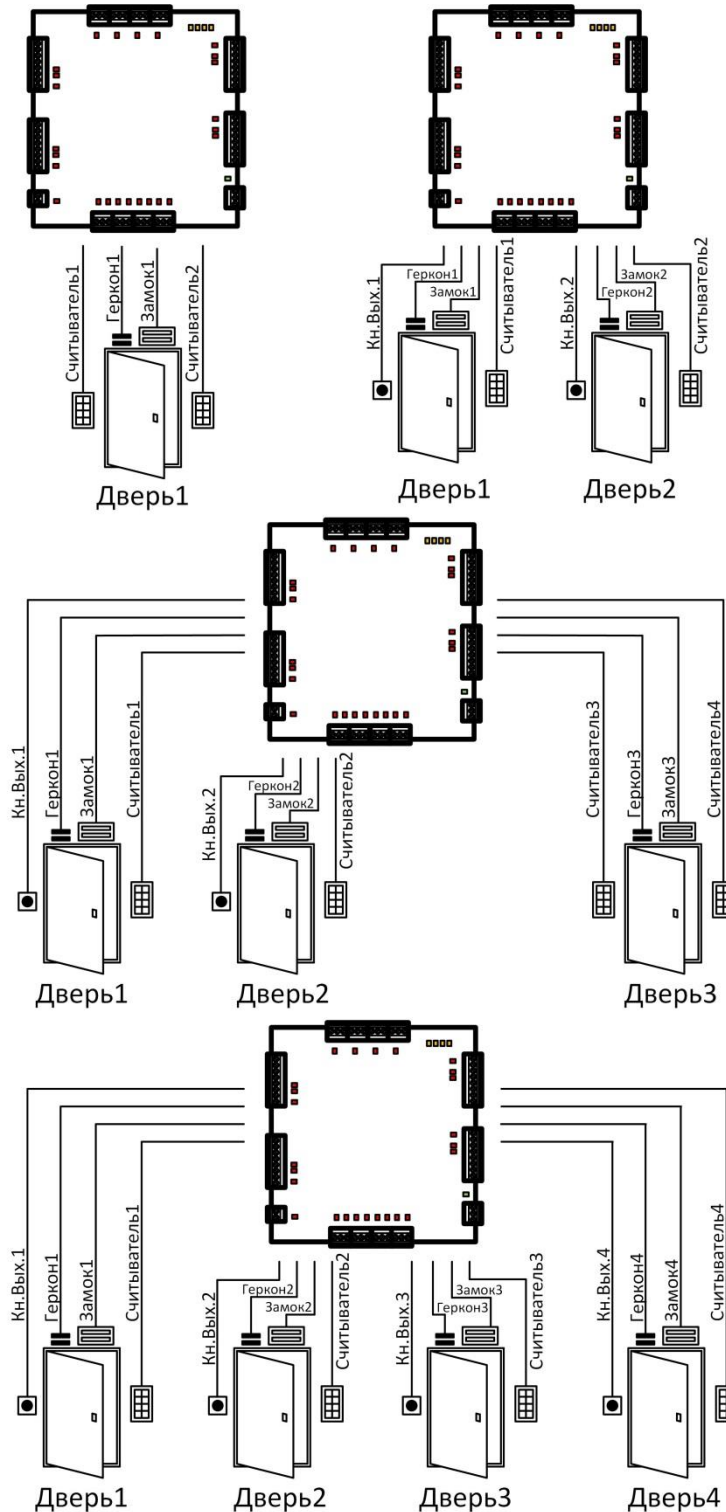 Считыватель1
Геркон1
Замок1
Считыватель2
Дверь1
Кн.Вых.1
Геркон1
Замок1
Считыватель1
Кн.Вых.2
Замок2
Геркон2
Считыватель2
Дверь1
Дверь2
Кн.Вых.1
Геркон1
Замок1
Считыватель1
Кн.Вых.2
Геркон2
Замок2
Считыватель2
Считыватель3
Геркон3
Замок3
Считыватель4
Дверь1
Дверь2
Дверь3
Кн.Вых.1
Геркон1
Замок1
Считыватель1
Кн.Вых.2
Геркон2
Замок2
Считыватель2
Кн.Вых.3
Замок3
Геркон3
Считыватель3
Кн.Вых.4
Геркон4
Замок4
Считыватель4
Дверь1
Дверь2
Дверь3
Дверь4